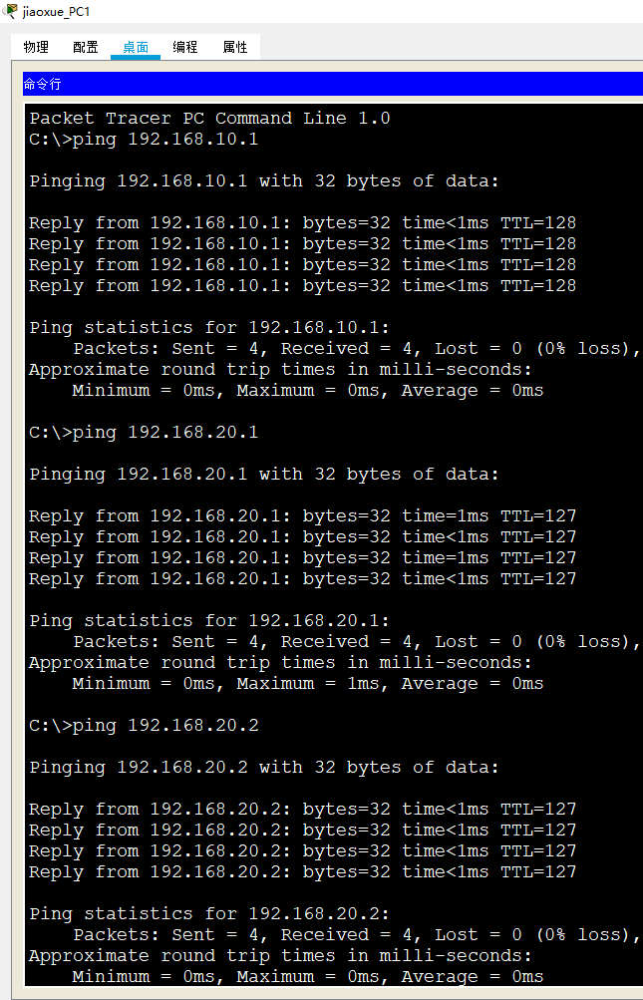 jiaoxue_PC1
物理 配置 桌面 编程 属性
命令行
Packet Tracer PC Command Line 1.0
C:\>ping 192.168.10.1
Pinging 192.168.10.1 with 32 bytes of data:
Reply from 192.168.10.1: bytes=32 time<1ms TTL=128
Reply from 192.168.10.1: bytes=32 time<1ms TTL=128
Reply from 192.168.10.1: bytes=32 time<1ms TTL=128
Reply from 192.168.10.1: bytes=32 time<1ms TTL=128
Ping statistics for 192.168.10.1:
    Packets: Sent = 4, Received = 4, Lost = 0 (0% loss),
Approximate round trip times in milli-seconds:
    Minimum = 0ms, Maximum = 0ms, Average = 0ms
C:\>ping 192.168.20.1
Pinging 192.168.20.1 with 32 bytes of data:
Reply from 192.168.20.1: bytes=32 time=1ms TTL=127
Reply from 192.168.20.1: bytes=32 time<1ms TTL=127
Reply from 192.168.20.1: bytes=32 time=1ms TTL=127
Reply from 192.168.20.1: bytes=32 time<1ms TTL=127
Ping statistics for 192.168.20.1:
    Packets: Sent = 4, Received = 4, Lost = 0 (0% loss),
Approximate round trip times in milli-seconds:
    Minimum = 0ms, Maximum = 1ms, Average = 0ms
C:\>ping 192.168.20.2
Pinging 192.168.20.2 with 32 bytes of data:
Reply from 192.168.20.2: bytes=32 time<1ms TTL=127
Reply from 192.168.20.2: bytes=32 time<1ms TTL=127
Reply from 192.168.20.2: bytes=32 time<1ms TTL=127
Reply from 192.168.20.2: bytes=32 time<1ms TTL=127
Ping statistics for 192.168.20.2:
    Packets: Sent = 4, Received = 4, Lost = 0 (0% loss),
Approximate round trip times in milli-seconds:
    Minimum = 0ms, Maximum = 0ms, Average = 0ms